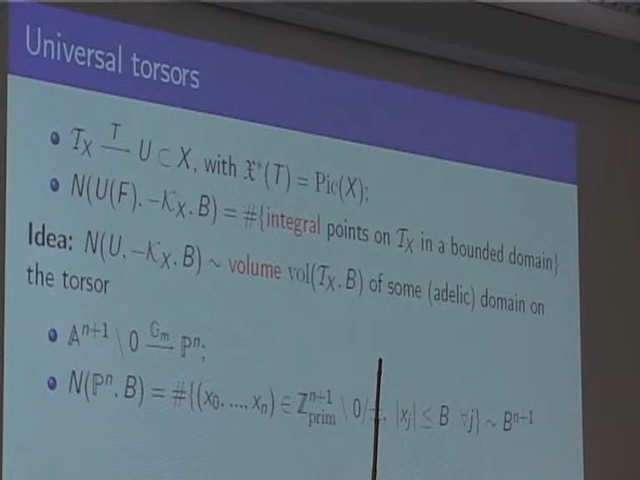 Universal torsors
𝒯_X —T— U ⊂ X, with 𝔛*(T) = Pic(X);
N(U(F), −𝒦_X, B) = #{integral points on 𝒯_X in a bounded domain}
Idea: N(U, −𝒦_X, B) ~ volume vol(𝒯_X, B) of some (adelic) domain on
the torsor
𝔸^{n+1} \ 0 —𝔾_m— ℙ^n;
N(ℙ^n, B) = #{(x_0, ..., x_n) ∈ ℤ^{n+1}_{prim} \ 0/±, |x_j| ≤ B ∀j} ~ B^{n+1}